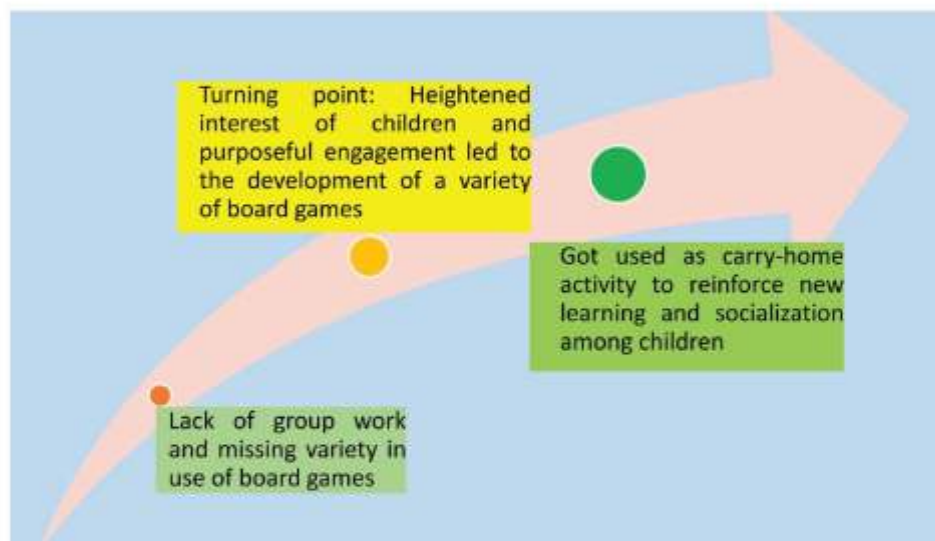 Turning point: Heightened
interest of children and
purposeful engagement led to
the development of a variety
of board games
Got used as carry-home
activity to reinforce new
learning and socialization
among children
Lack of group work
and missing variety in
use of board games